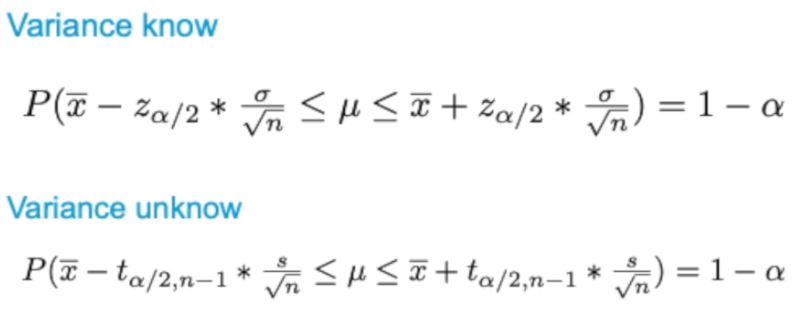 Variance know
P(x̅ − z_{α/2} * σ/√n ≤ μ ≤ x̅ + z_{α/2} * σ/√n) = 1 − α
Variance unknow
P(x̅ − t_{α/2,n−1} * s/√n ≤ μ ≤ x̅ + t_{α/2,n−1} * s/√n) = 1 − α